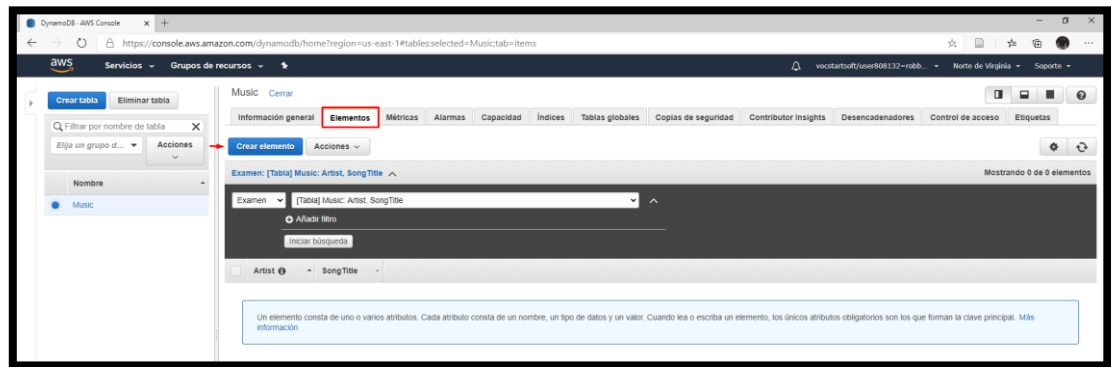 DynamoDB - AWS Console
https://console.aws.amazon.com/dynamodb/home?region=us-east-1#tables:selected=Music;tab=items
aws Servicios Grupos de recursos vocstartsoft/user808132=robb... Norte de Virginia Soporte
Crear tabla Eliminar tabla
Filtrar por nombre de tabla X
Elija un grupo d... Acciones
Nombre
Music
Music Cerrar
Información general Elementos Métricas Alarmas Capacidad Índices Tablas globales Copias de seguridad Contributor Insights Desencadenadores Control de acceso Etiquetas
Crear elemento Acciones
Examen: [Tabla] Music: Artist, SongTitle Mostrando 0 de 0 elementos
Examen [Tabla] Music: Artist, SongTitle
Añadir filtro
Iniciar búsqueda
Artist SongTitle
Un elemento consta de uno o varios atributos. Cada atributo consta de un nombre, un tipo de datos y un valor. Cuando lea o escriba un elemento, los únicos atributos obligatorios son los que forman la clave principal. Más
información